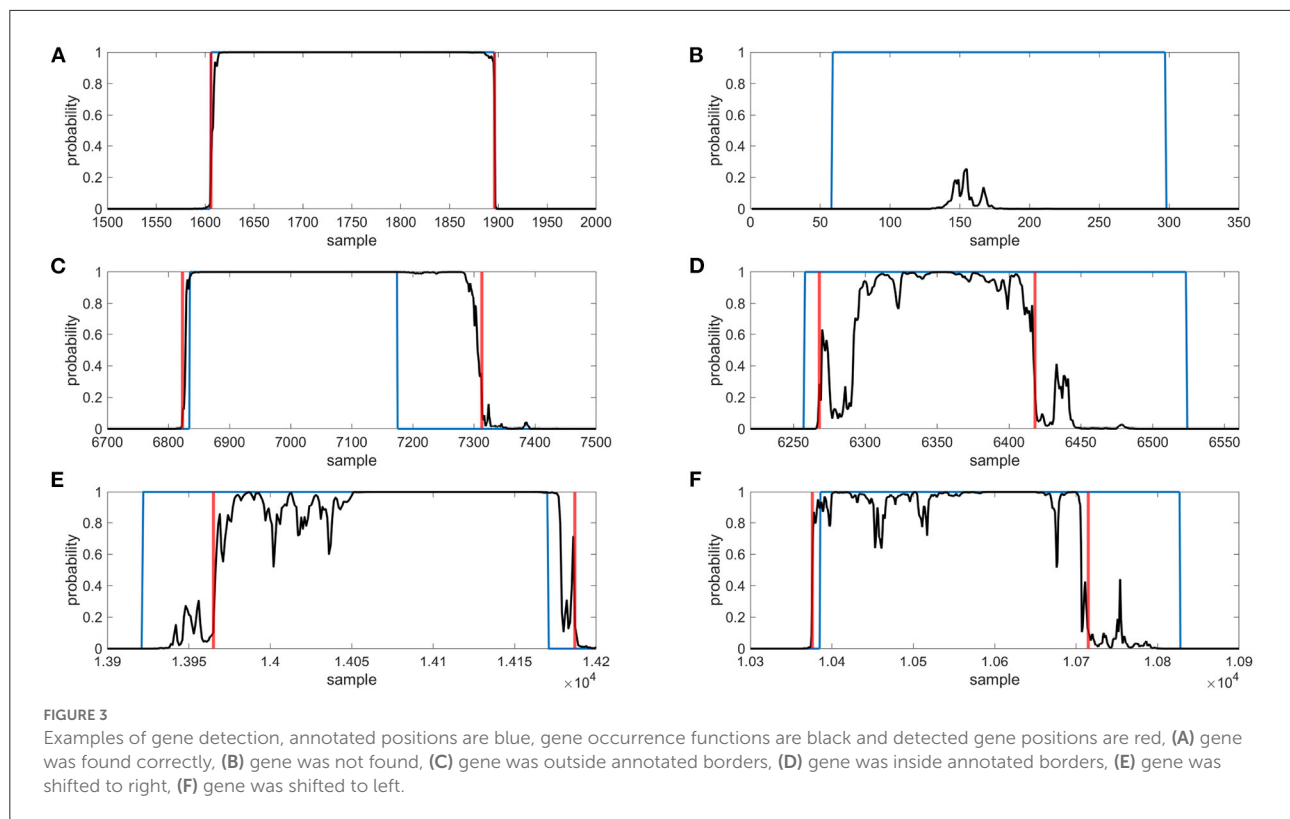 A
probability
1
0.8
0.6
0.4
0.2
0
1500 1550 1600 1650 1700 1750 1800 1850 1900 1950 2000
sample
B
probability
1
0.8
0.6
0.4
0.2
0
0 50 100 150 200 250 300 350
sample
C
probability
1
0.8
0.6
0.4
0.2
0
6700 6800 6900 7000 7100 7200 7300 7400 7500
sample
D
probability
1
0.8
0.6
0.4
0.2
0
6250 6300 6350 6400 6450 6500 6550
sample
E
probability
1
0.8
0.6
0.4
0.2
0
1.39 1.395 1.4 1.405 1.41 1.415 1.42
sample
×10⁴
F
probability
1
0.8
0.6
0.4
0.2
0
1.03 1.04 1.05 1.06 1.07 1.08 1.09
sample
×10⁴
FIGURE 3
Examples of gene detection, annotated positions are blue, gene occurrence functions are black and detected gene positions are red, (A) gene
was found correctly, (B) gene was not found, (C) gene was outside annotated borders, (D) gene was inside annotated borders, (E) gene was
shifted to right, (F) gene was shifted to left.